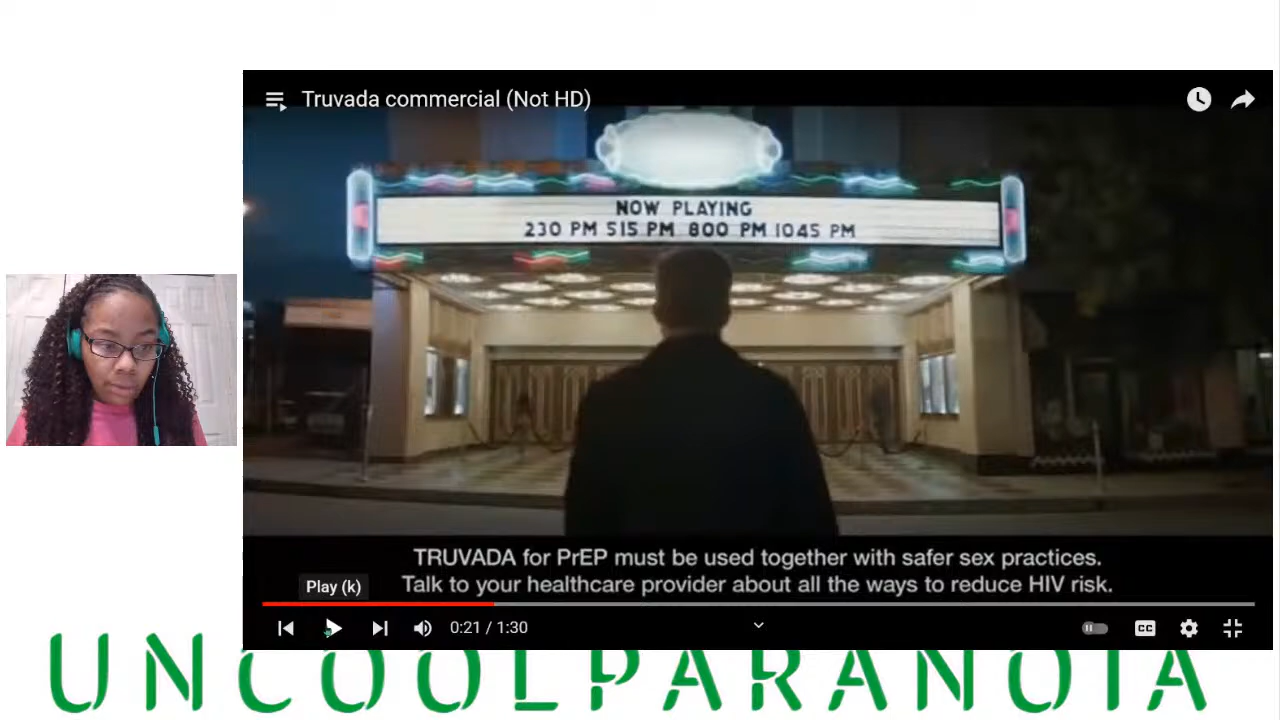 Truvada commercial (Not HD)
NOW PLAYING
230 PM 515 PM 800 PM 1045 PM
TRUVADA for PrEP must be used together with safer sex practices.
Talk to your healthcare provider about all the ways to reduce HIV risk.
Play (k)
0:21 / 1:30
CC
UNCOOLPARANOIA